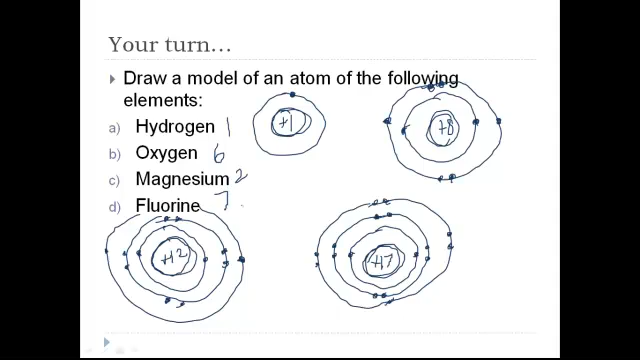 Your turn...
Draw a model of an atom of the following
elements:
a) Hydrogen 1
b) Oxygen 6
c) Magnesium 2
d) Fluorine 7
+1
+8
+12
+17